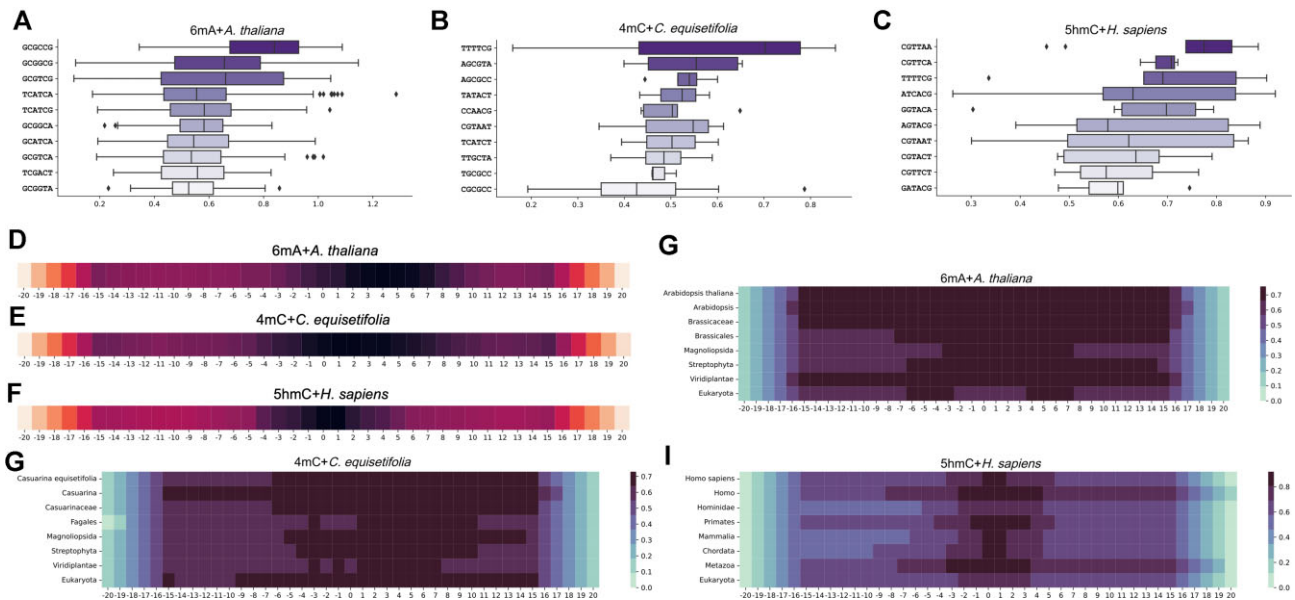 A
6mA+A. thaliana
GCGCCG
GCGGCG
GCGTCG
TCATCA
TCATCG
GCGGCA
GCATCA
GCGTCA
TCGACT
GCGGTA
0.2 0.4 0.6 0.8 1.0 1.2
B
4mC+C. equisetifolia
TTTTCG
AGCGTA
AGCGCC
TATACT
CCAACG
CGTAAT
TCATCT
TTGCTA
TGCGCC
CGCGCC
0.2 0.3 0.4 0.5 0.6 0.7 0.8
C
5hmC+H. sapiens
CGTTAA
CGTTCA
TTTTCG
ATCACG
GGTACA
AGTACG
CGTAAT
CGTACT
CGTTCT
GATACG
0.3 0.4 0.5 0.6 0.7 0.8 0.9
D
6mA+A. thaliana
-20 -19 -18 -17 -16 -15 -14 -13 -12 -11 -10 -9 -8 -7 -6 -5 -4 -3 -2 -1 0 1 2 3 4 5 6 7 8 9 10 11 12 13 14 15 16 17 18 19 20
E
4mC+C. equisetifolia
-20 -19 -18 -17 -16 -15 -14 -13 -12 -11 -10 -9 -8 -7 -6 -5 -4 -3 -2 -1 0 1 2 3 4 5 6 7 8 9 10 11 12 13 14 15 16 17 18 19 20
F
5hmC+H. sapiens
-20 -19 -18 -17 -16 -15 -14 -13 -12 -11 -10 -9 -8 -7 -6 -5 -4 -3 -2 -1 0 1 2 3 4 5 6 7 8 9 10 11 12 13 14 15 16 17 18 19 20
G
6mA+A. thaliana
Arabidopsis thaliana
Arabidopsis
Brassicaceae
Brassicales
Magnoliopsida
Streptophyta
Viridiplantae
Eukaryota
-20 -19 -18 -17 -16 -15 -14 -13 -12 -11 -10 -9 -8 -7 -6 -5 -4 -3 -2 -1 0 1 2 3 4 5 6 7 8 9 10 11 12 13 14 15 16 17 18 19 20
0.7
0.6
0.5
0.4
0.3
0.2
0.1
0.0
G
4mC+C. equisetifolia
Casuarina equisetifolia
Casuarina
Casuarinaceae
Fagales
Magnoliopsida
Streptophyta
Viridiplantae
Eukaryota
-20 -19 -18 -17 -16 -15 -14 -13 -12 -11 -10 -9 -8 -7 -6 -5 -4 -3 -2 -1 0 1 2 3 4 5 6 7 8 9 10 11 12 13 14 15 16 17 18 19 20
0.7
0.6
0.5
0.4
0.3
0.2
0.1
0.0
I
5hmC+H. sapiens
Homo sapiens
Homo
Hominidae
Primates
Mammalia
Chordata
Metazoa
Eukaryota
-20 -19 -18 -17 -16 -15 -14 -13 -12 -11 -10 -9 -8 -7 -6 -5 -4 -3 -2 -1 0 1 2 3 4 5 6 7 8 9 10 11 12 13 14 15 16 17 18 19 20
0.8
0.6
0.4
0.2
0.0